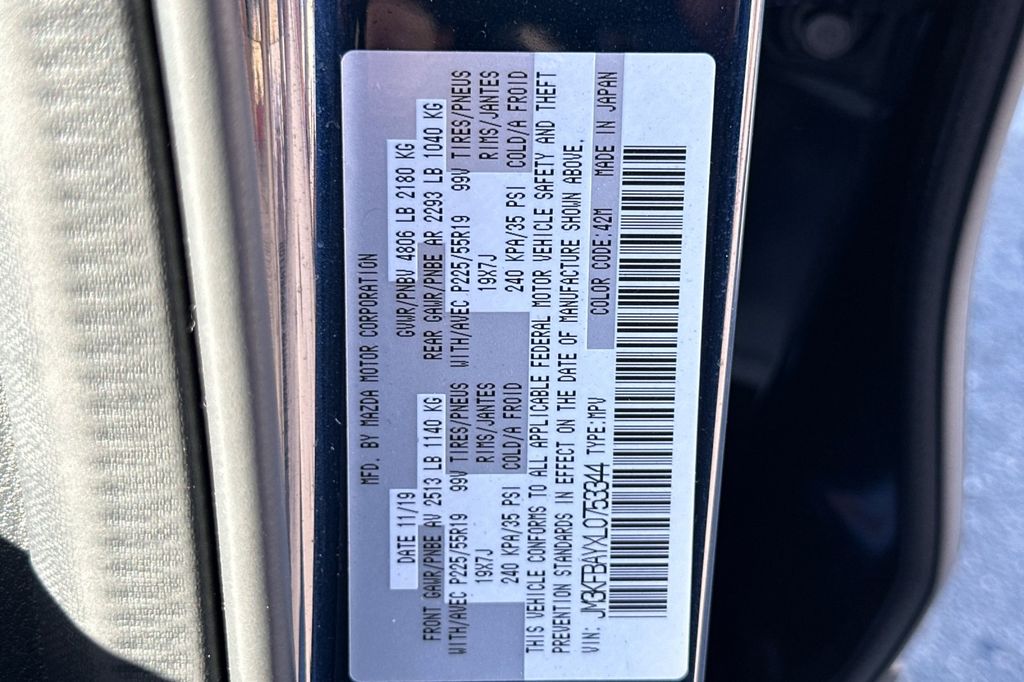 MFD. BY MAZDA MOTOR CORPORATION
DATE 11/19 GVWR/PNBV 4806 LB 2180 KG
FRONT GAWR/PNBE AV 2513 LB 1140 KG REAR GAWR/PNBE AR 2293 LB 1040 KG
WITH/AVEC P225/55R19 99V TIRES/PNEUS WITH/AVEC P225/55R19 99V TIRES/PNEUS
19X7J RIMS/JANTES 19X7J RIMS/JANTES
240 KPA/35 PSI COLD/A FROID 240 KPA/35 PSI COLD/A FROID
THIS VEHICLE CONFORMS TO ALL APPLICABLE FEDERAL MOTOR VEHICLE SAFETY AND THEFT
PREVENTION STANDARDS IN EFFECT ON THE DATE OF MANUFACTURE SHOWN ABOVE.
VIN: JM3KFBAYXL0753344 TYPE:MPV COLOR CODE:42M MADE IN JAPAN